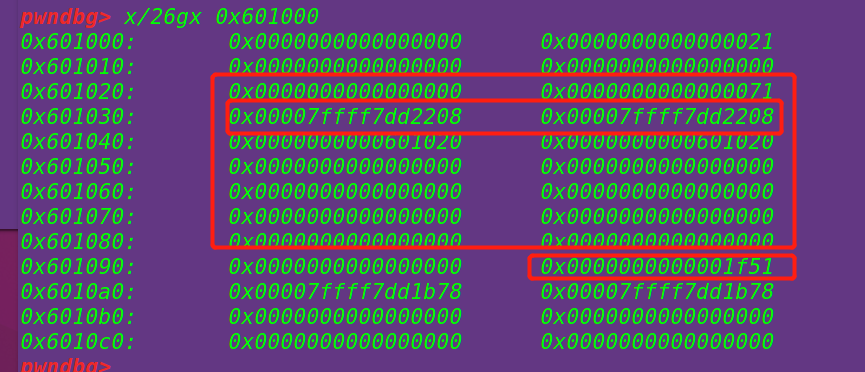 pwndbg> x/26gx 0x601000
0x601000: 0x0000000000000000 0x0000000000000021
0x601010: 0x0000000000000000 0x0000000000000000
0x601020: 0x0000000000000000 0x0000000000000071
0x601030: 0x00007ffff7dd2208 0x00007ffff7dd2208
0x601040: 0x0000000000601020 0x0000000000601020
0x601050: 0x0000000000000000 0x0000000000000000
0x601060: 0x0000000000000000 0x0000000000000000
0x601070: 0x0000000000000000 0x0000000000000000
0x601080: 0x0000000000000000 0x0000000000000000
0x601090: 0x0000000000000000 0x0000000000001f51
0x6010a0: 0x00007ffff7dd1b78 0x00007ffff7dd1b78
0x6010b0: 0x0000000000000000 0x0000000000000000
0x6010c0: 0x0000000000000000 0x0000000000000000
pwndbg>